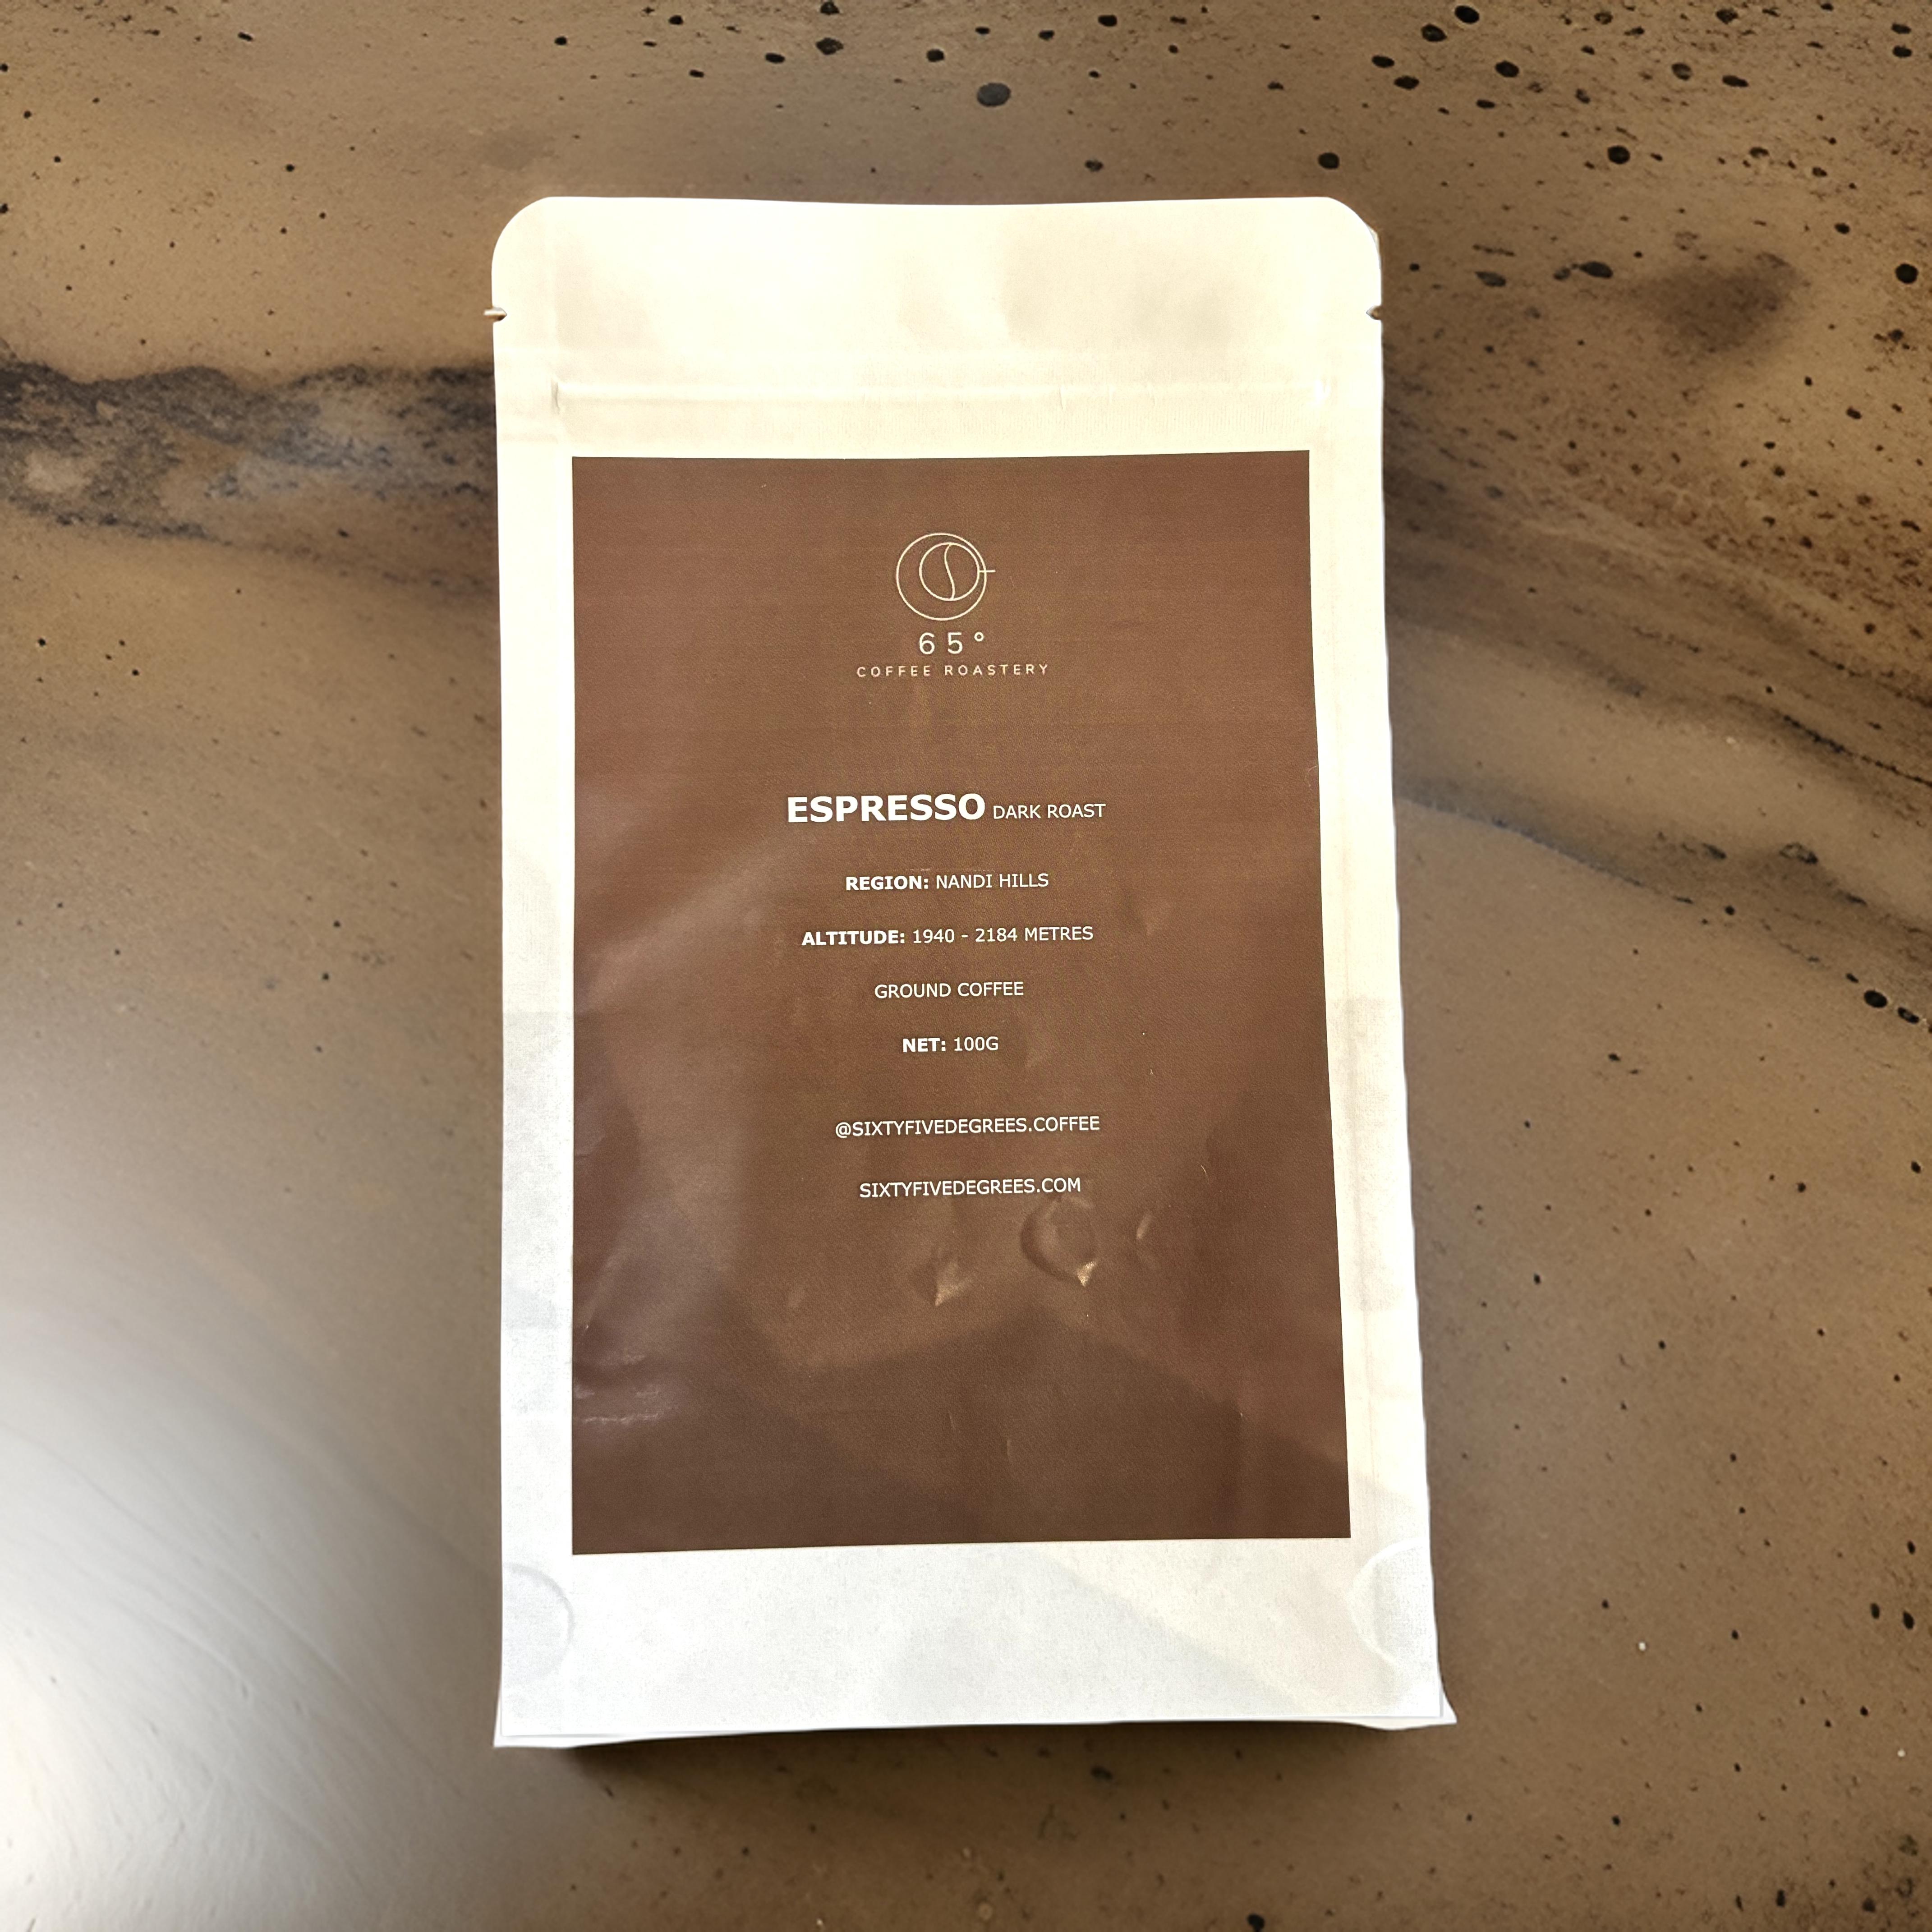 65°
COFFEE ROASTERY
ESPRESSO DARK ROAST
REGION: NANDI HILLS
ALTITUDE: 1940 - 2184 METRES
GROUND COFFEE
NET: 100G
@SIXTYFIVEDEGREES.COFFEE
SIXTYFIVEDEGREES.COM